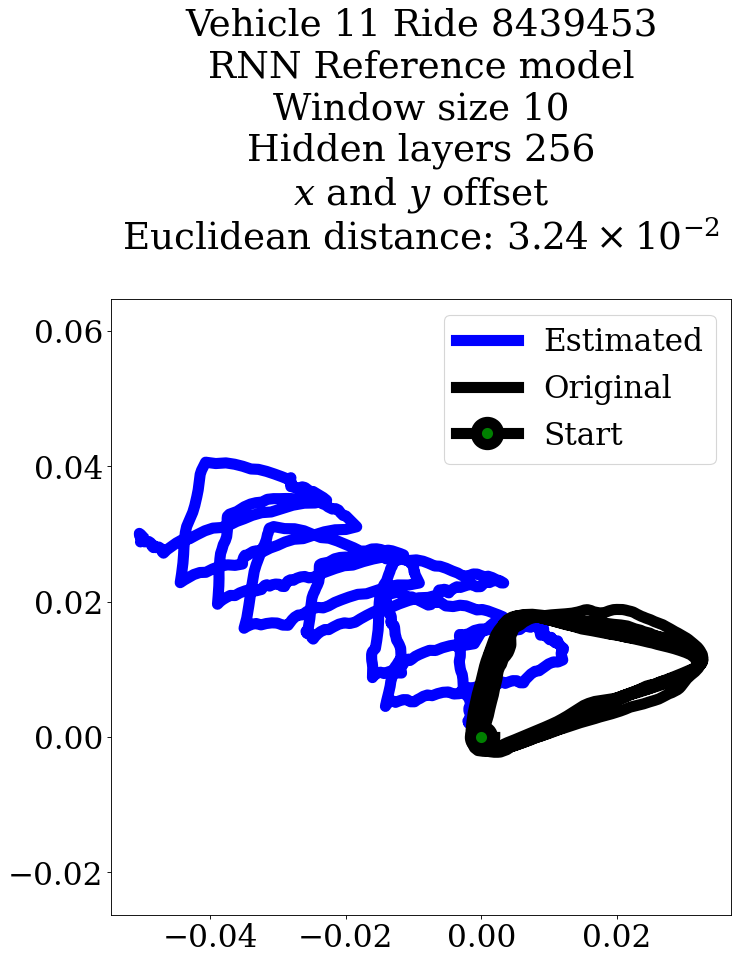 Vehicle 11 Ride 8439453
RNN Reference model
Window size 10
Hidden layers 256
x and y offset
Euclidean distance: 3.24 × 10⁻²
Estimated
Original
Start
0.06
0.04
0.02
0.00
−0.02
−0.04 −0.02 0.00 0.02